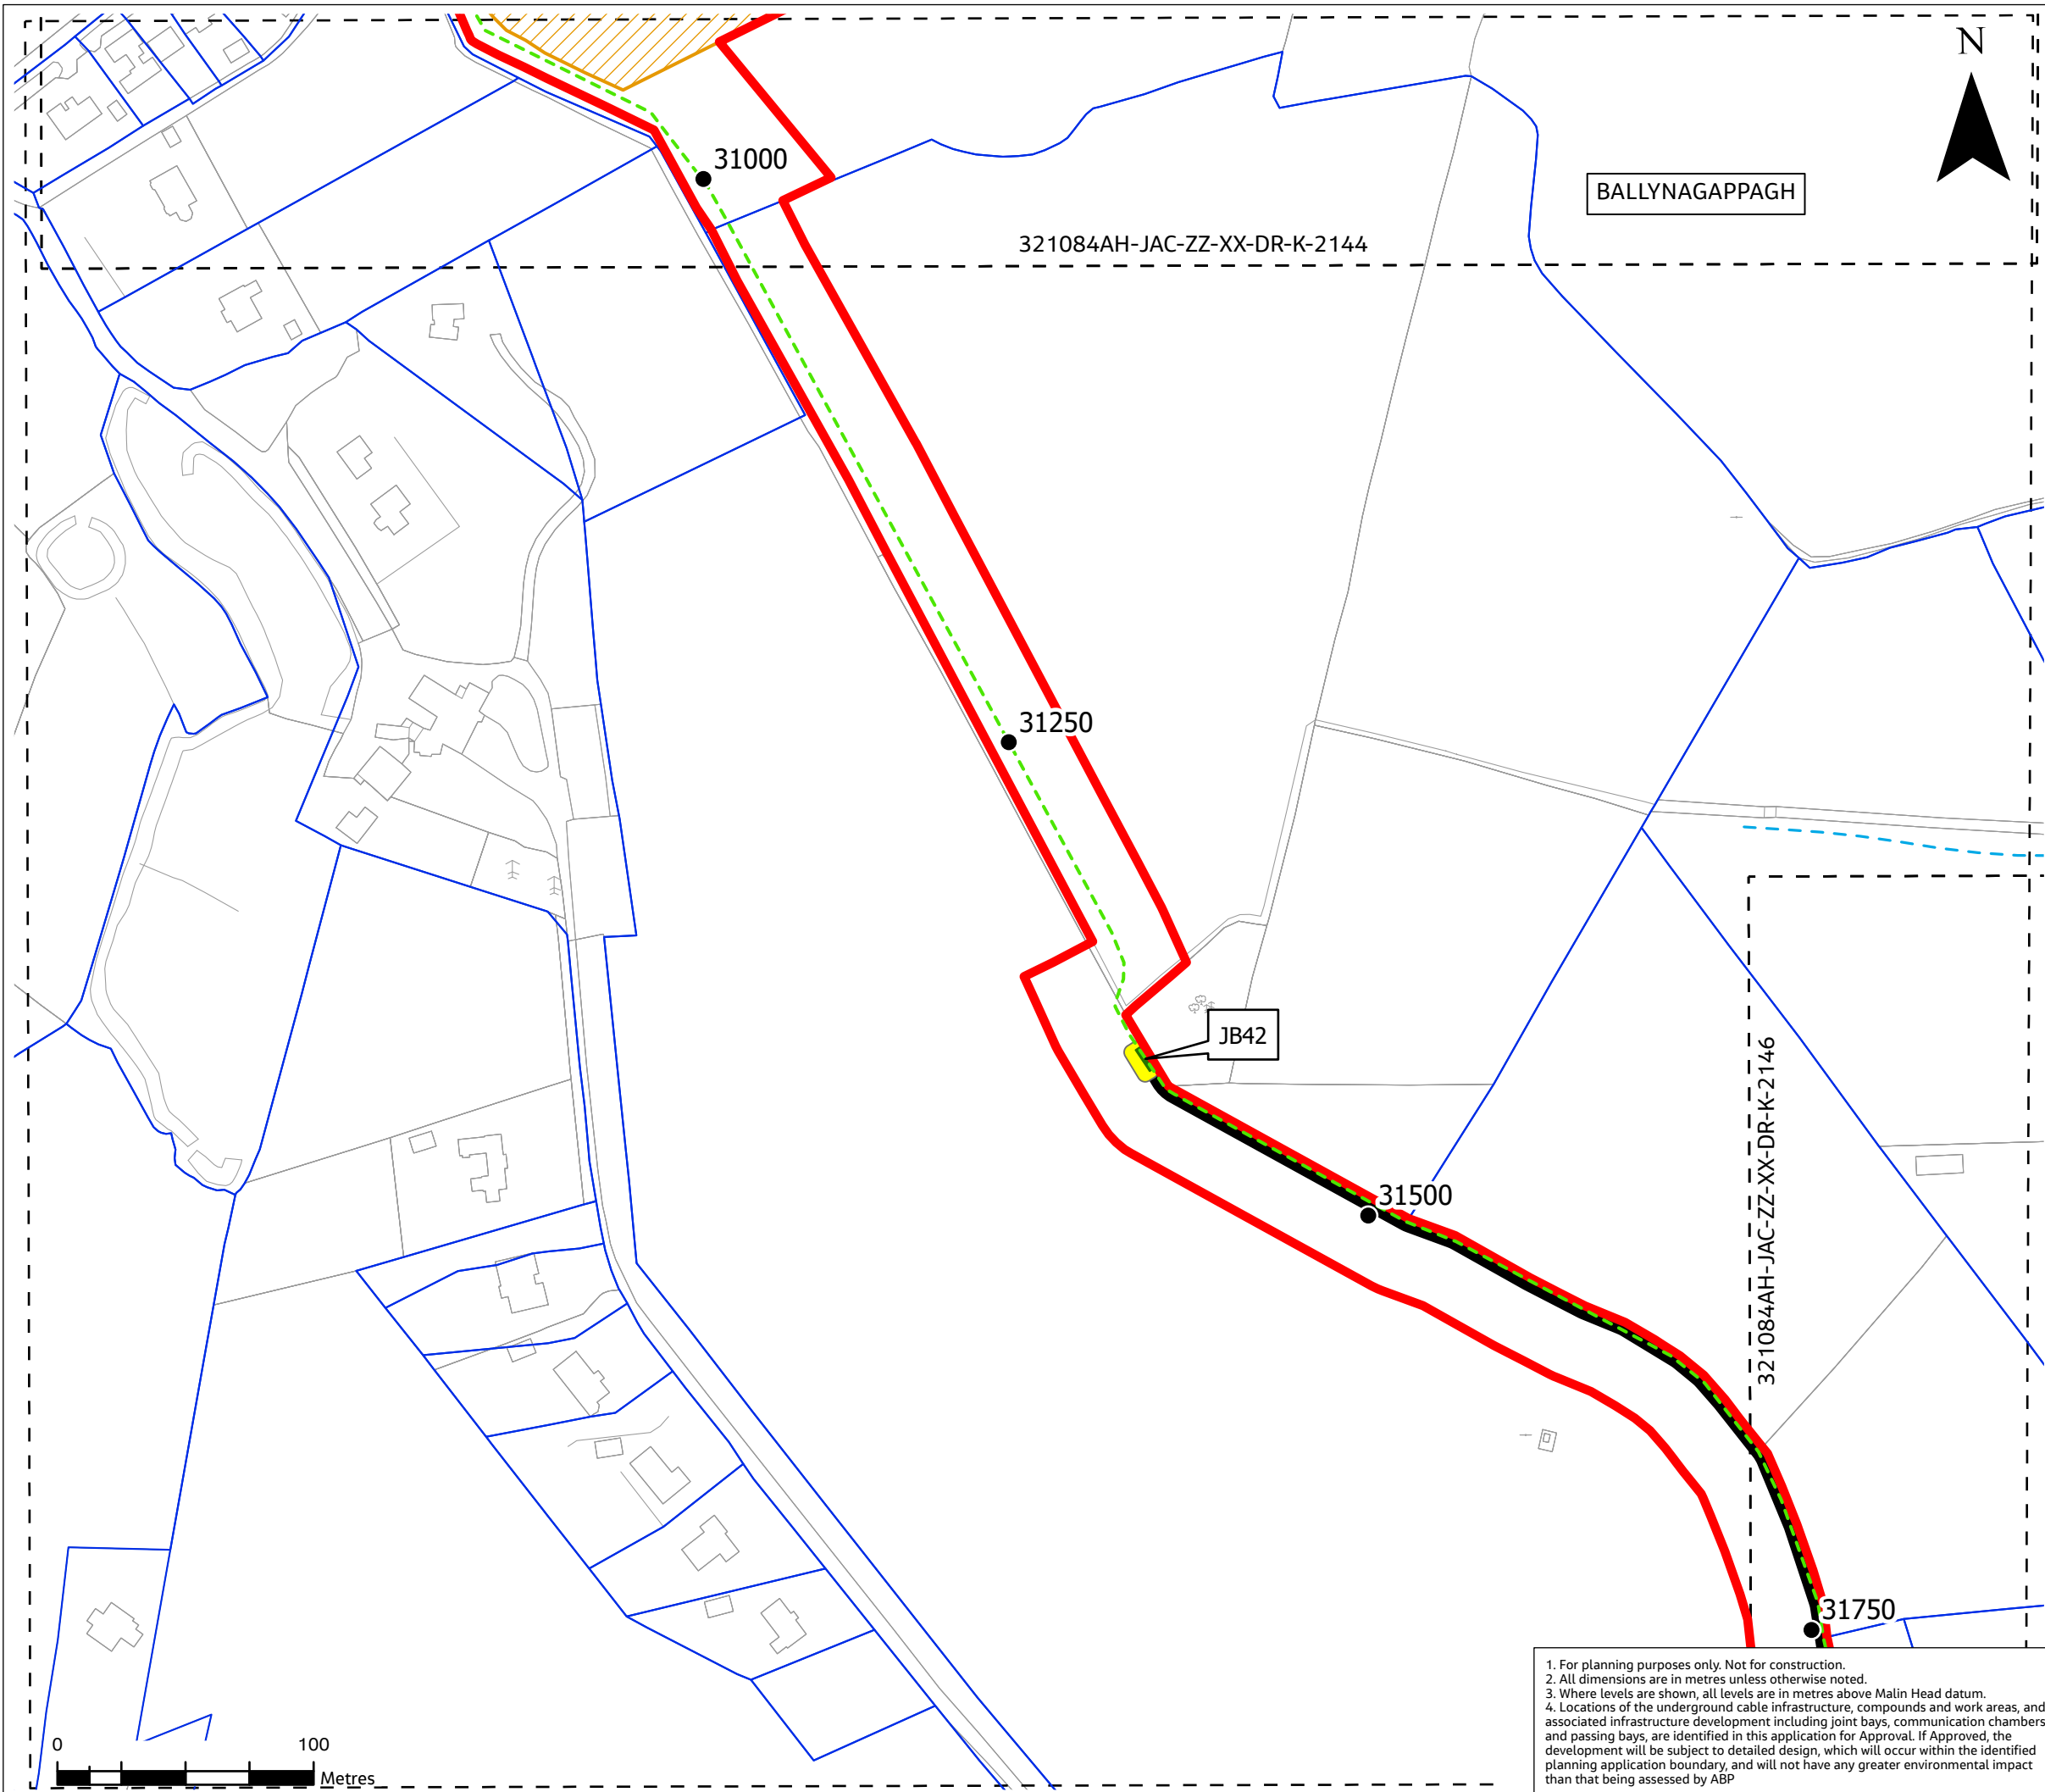 N
31000
BALLYNAGAPPAGH
321084AH-JAC-ZZ-XX-DR-K-2144
31250
JB42
321084AH-JAC-ZZ-XX-DR-K-2146
31500
31750
0 100
Metres
1. For planning purposes only. Not for construction.
2. All dimensions are in metres unless otherwise noted.
3. Where levels are shown, all levels are in metres above Malin Head datum.
4. Locations of the underground cable infrastructure, compounds and work areas, and
associated infrastructure development including joint bays, communication chambers
and passing bays, are identified in this application for Approval. If Approved, the
development will be subject to detailed design, which will occur within the identified
planning application boundary, and will not have any greater environmental impact
than that being assessed by ABP